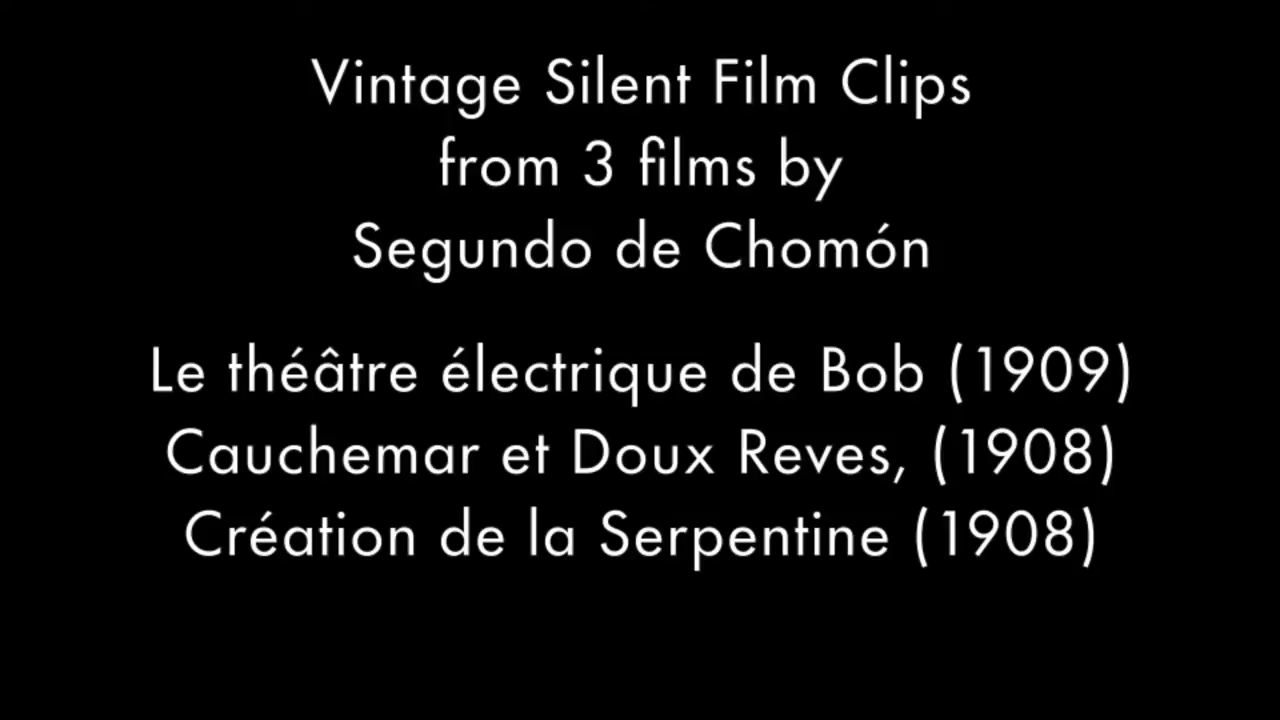 Vintage Silent Film Clips
from 3 films by
Segundo de Chomón
Le théâtre électrique de Bob (1909)
Cauchemar et Doux Reves, (1908)
Création de la Serpentine (1908)